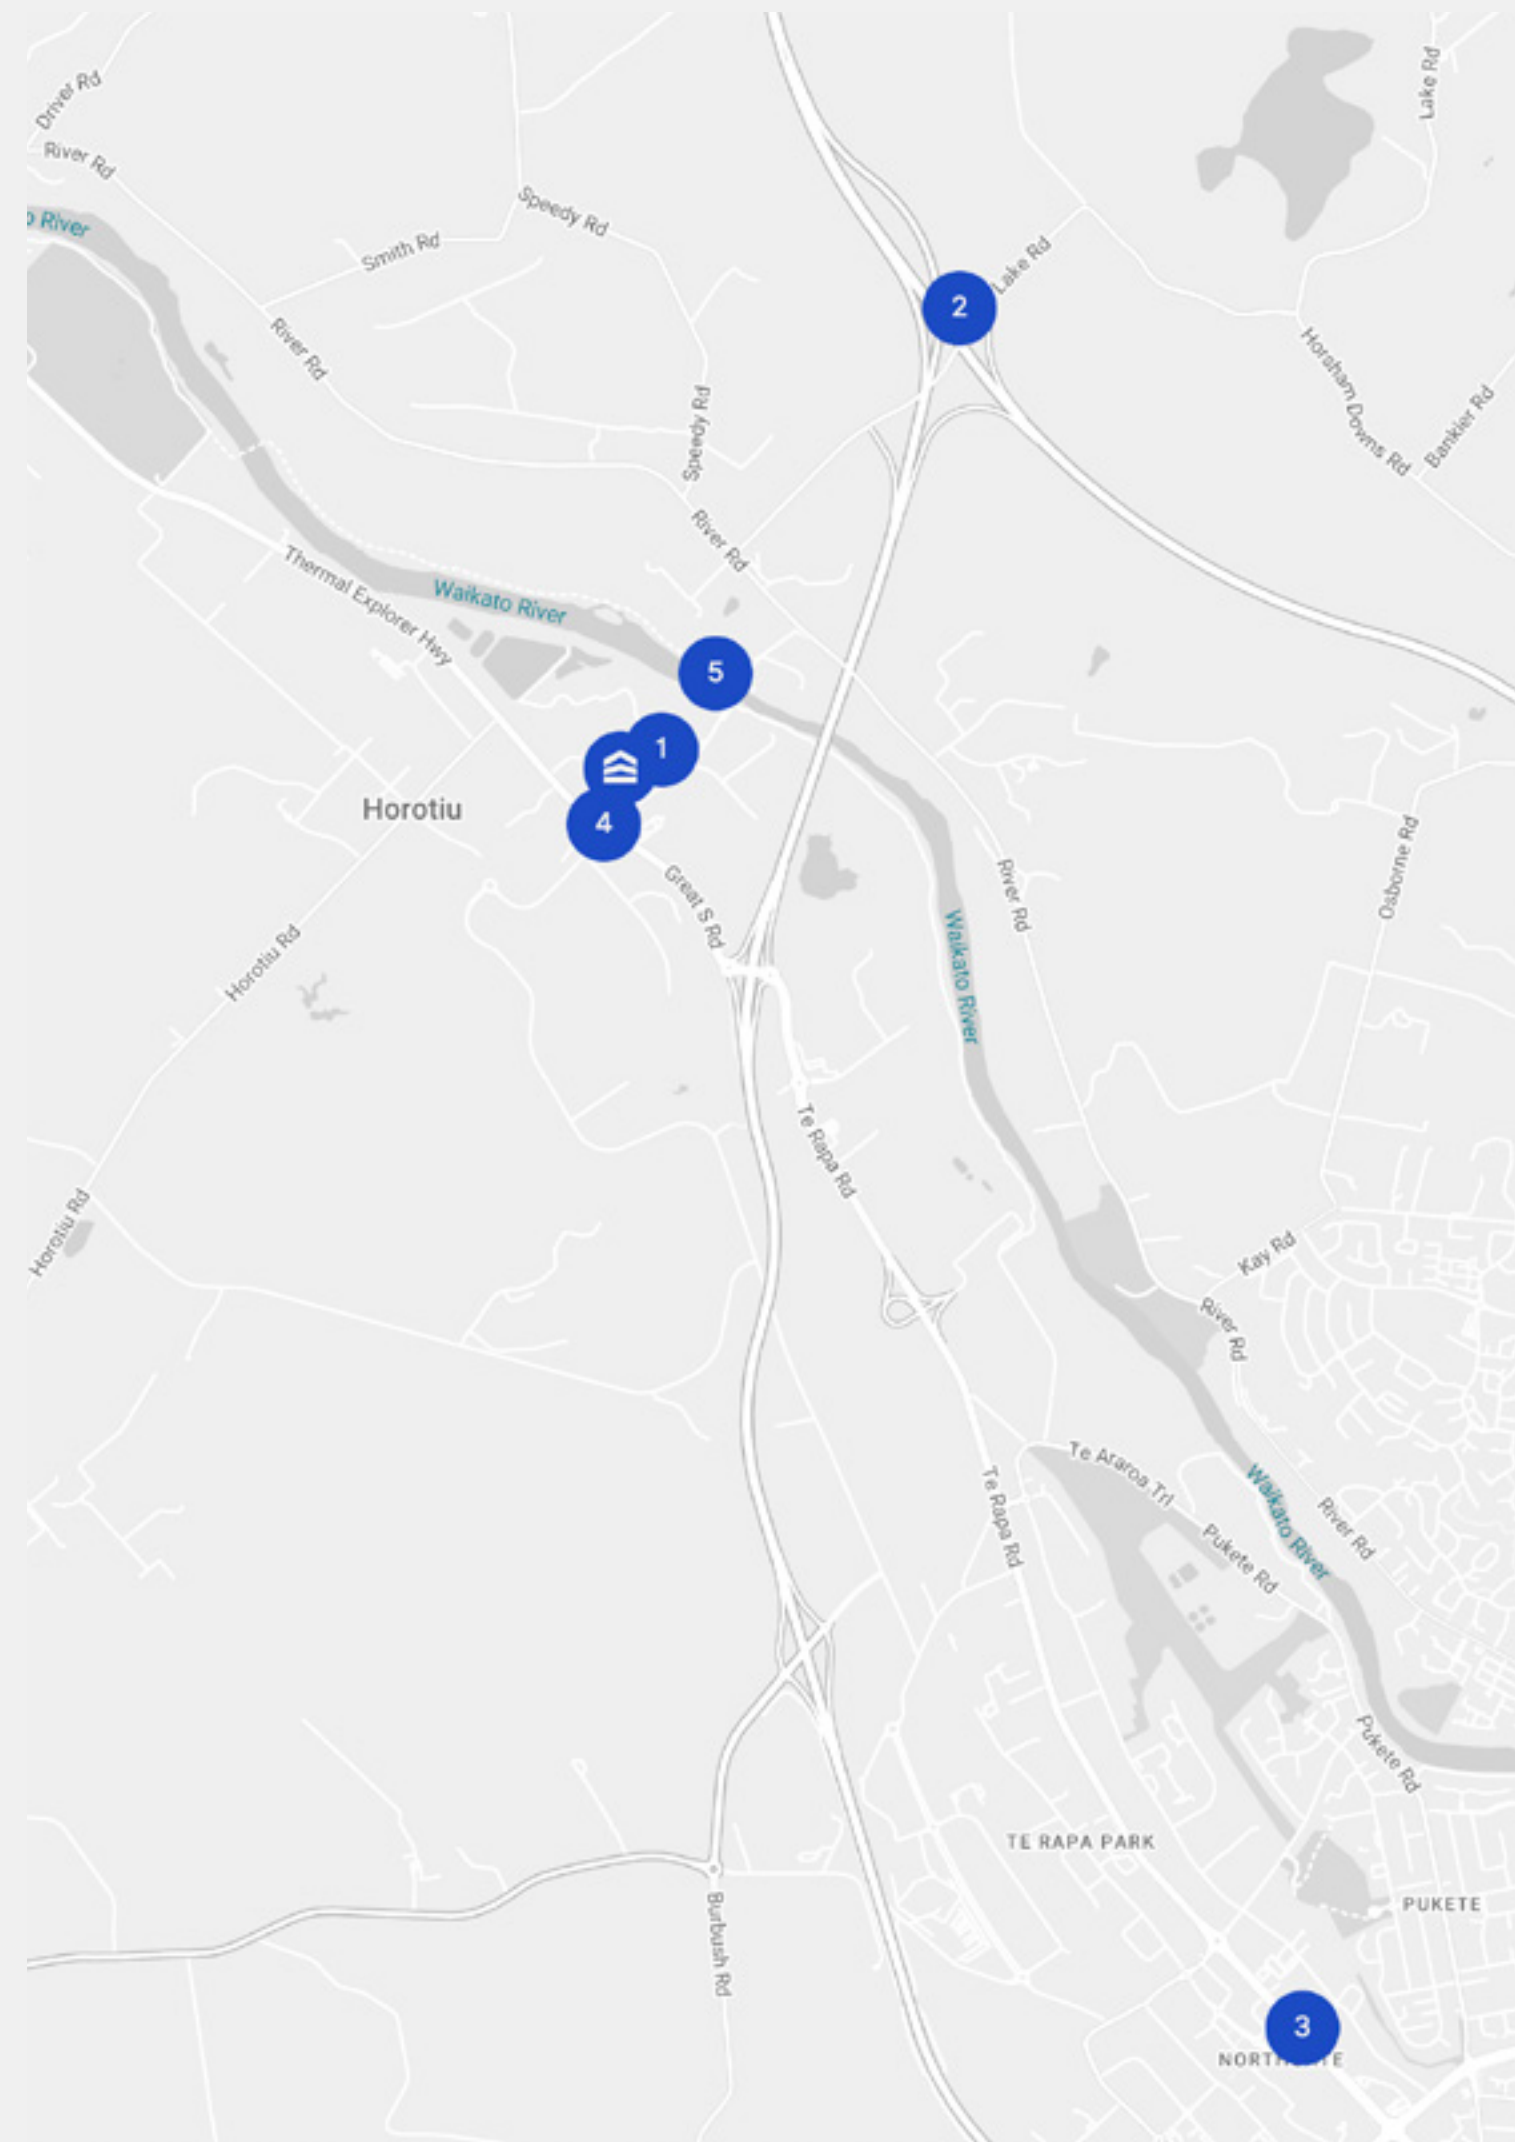 Driver Rd
Lake Rd
River Rd
o River
Speedy Rd
Smith Rd
Lake Rd
2
River Rd
Horsham Downs Rd
Bankier Rd
Speedy Rd
River Rd
Thermal Explorer Hwy
Waikato River
5
1
4
Horotiu
Great S Rd
River Rd
Osborne Rd
Waikato River
Horotiu Rd
Te Rapa Rd
Horotiu Rd
Kay Rd
River Rd
Te Araroa Trl
Te Rapa Rd
Waikato River
River Rd
Pukete Rd
Pukete Rd
TE RAPA PARK
PUKETE
Burbush Rd
3